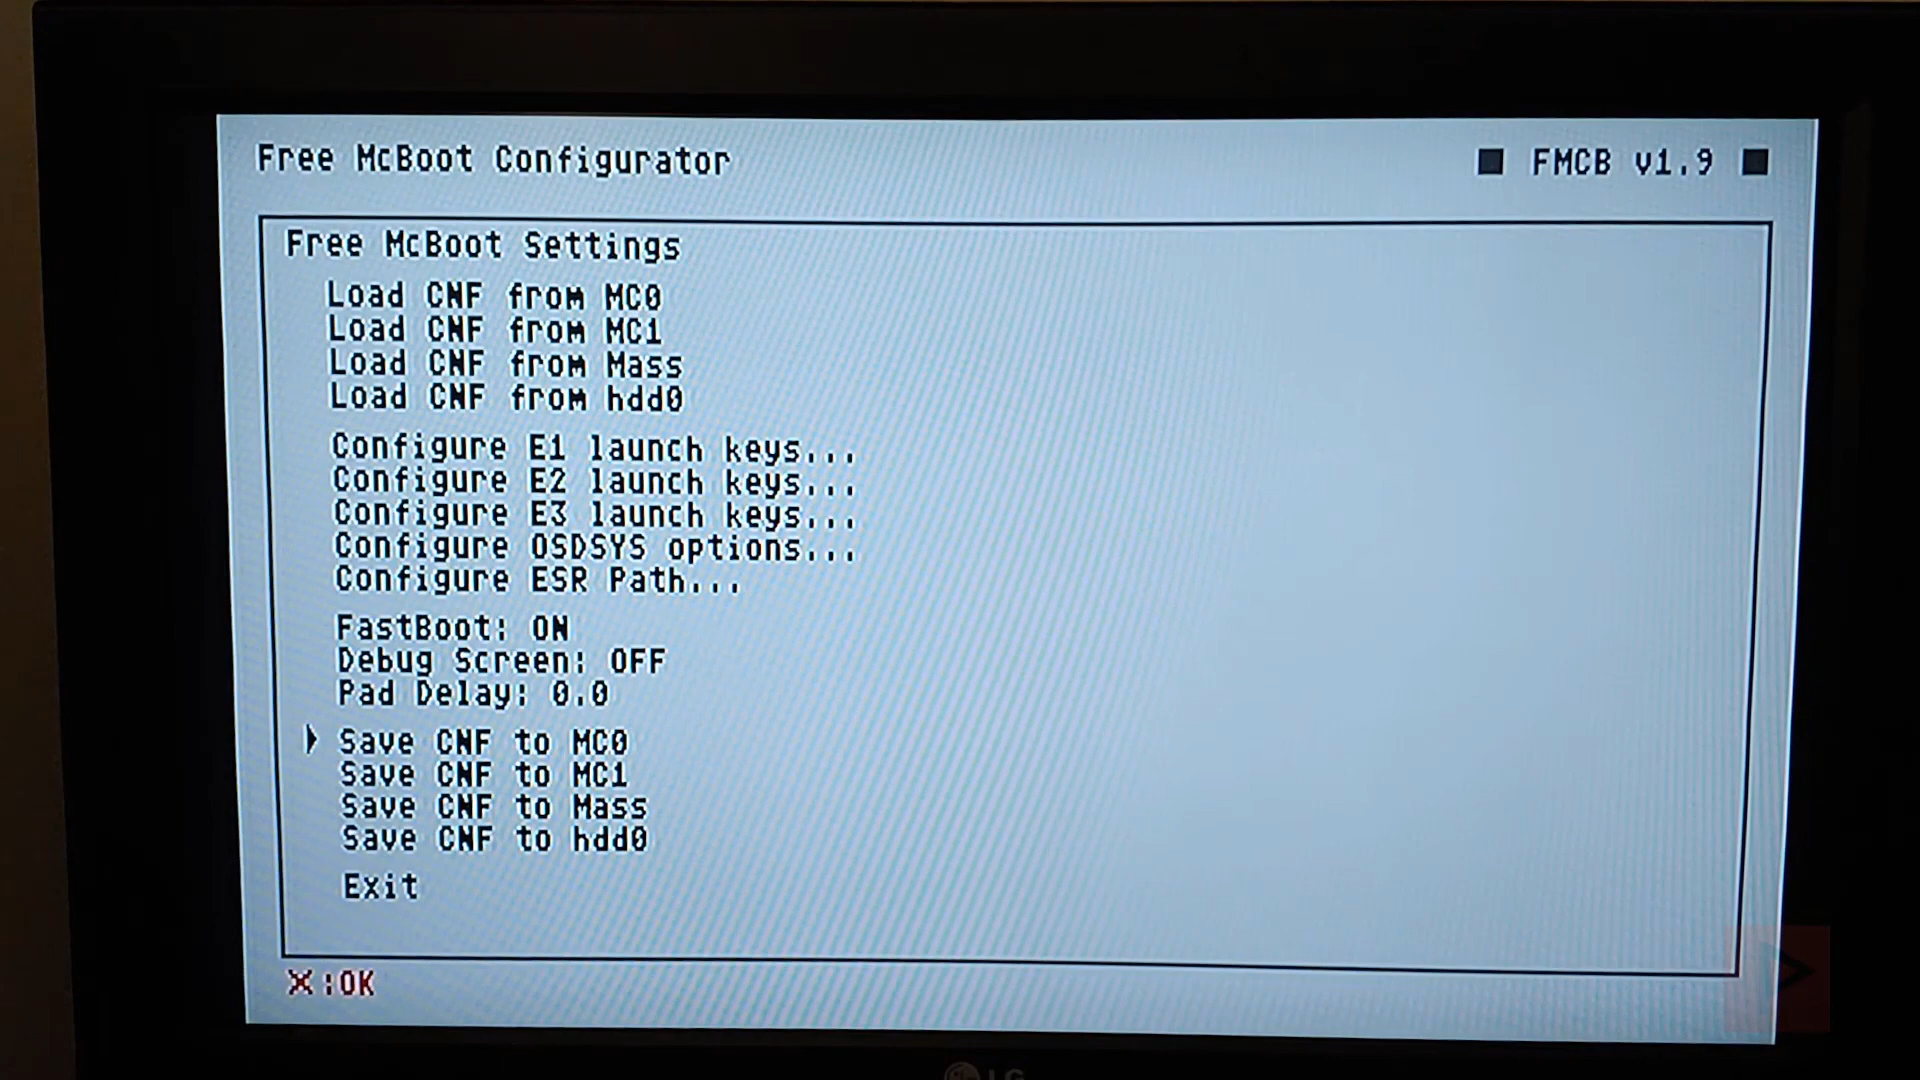 Free McBoot Configurator
FMCB v1.9
Free McBoot Settings
Load CNF from MC0
Load CNF from MC1
Load CNF from Mass
Load CNF from hdd0
Configure E1 launch keys...
Configure E2 launch keys...
Configure E3 launch keys...
Configure OSDSYS options...
Configure ESR Path...
FastBoot: ON
Debug Screen: OFF
Pad Delay: 0.0
Save CNF to MC0
Save CNF to MC1
Save CNF to Mass
Save CNF to hdd0
Exit
X:OK
LG